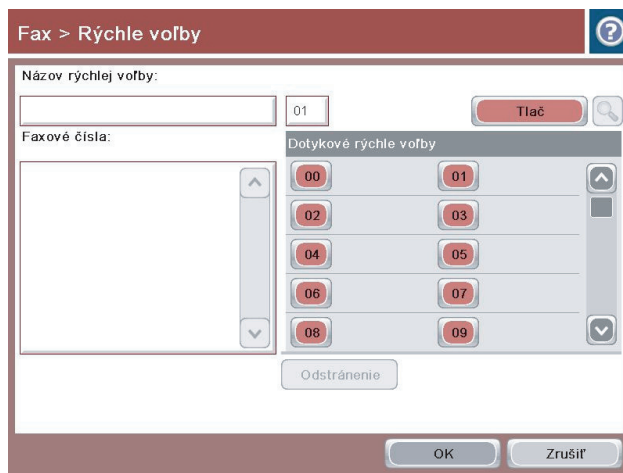 Fax > Rýchle voľby
?
Názov rýchlej voľby:
01
Tlač
Faxové čísla:
Dotykové rýchle voľby
00 01
02 03
04 05
06 07
08 09
Odstránenie
OK Zrušiť